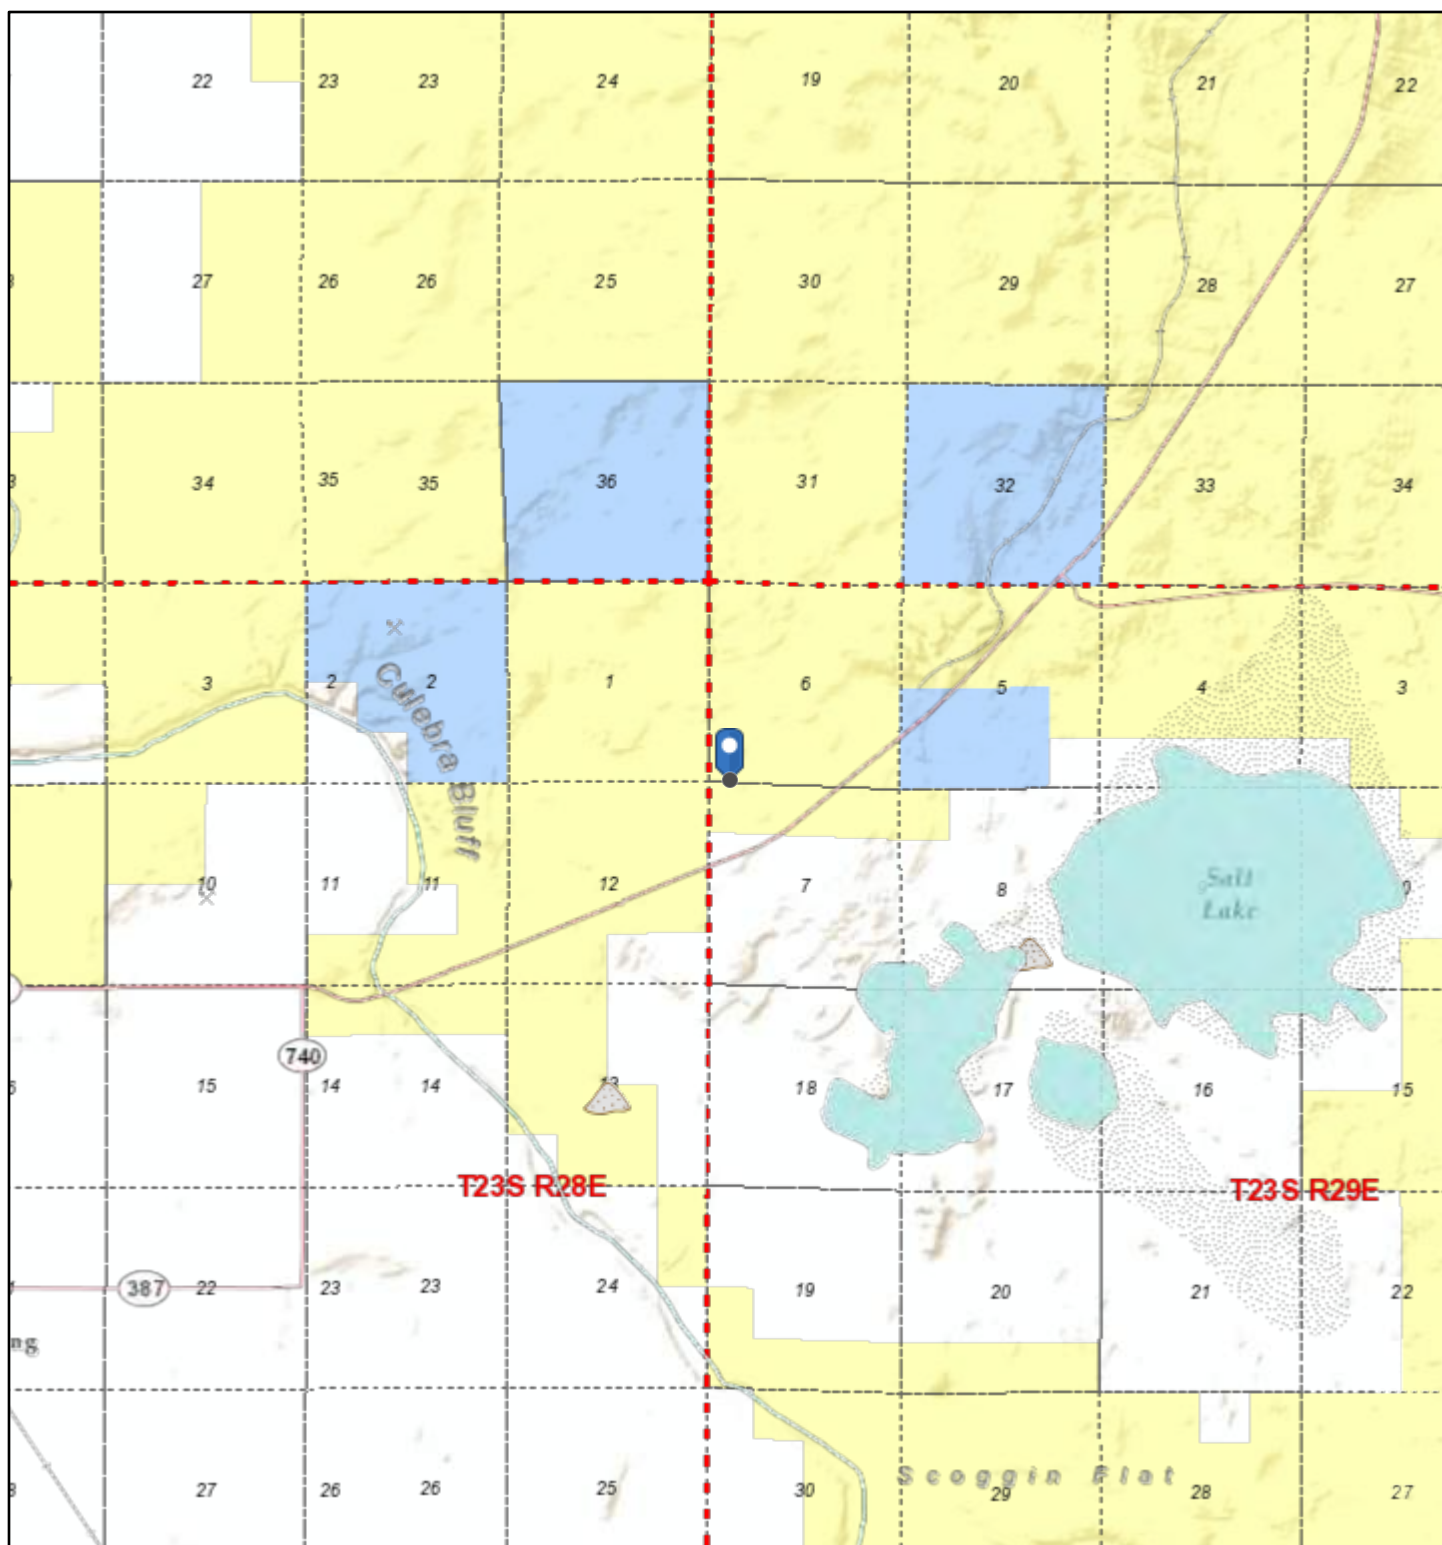 22 23 23 24 19 20 21 22
27 26 26 25 30 29 28 27
34 35 35 36 31 32 33 34
3 2 2 1 6 5 4 3
Culebra Bluff
10 11 11 12 7 8
Salt
Lake
740
15 14 14 13 18 17 16 15
T23S R28E
T23S R29E
387
22 23 23 24 19 20 21 22
ng
27 26 26 25 30 29 28 27
Scoggin Flat